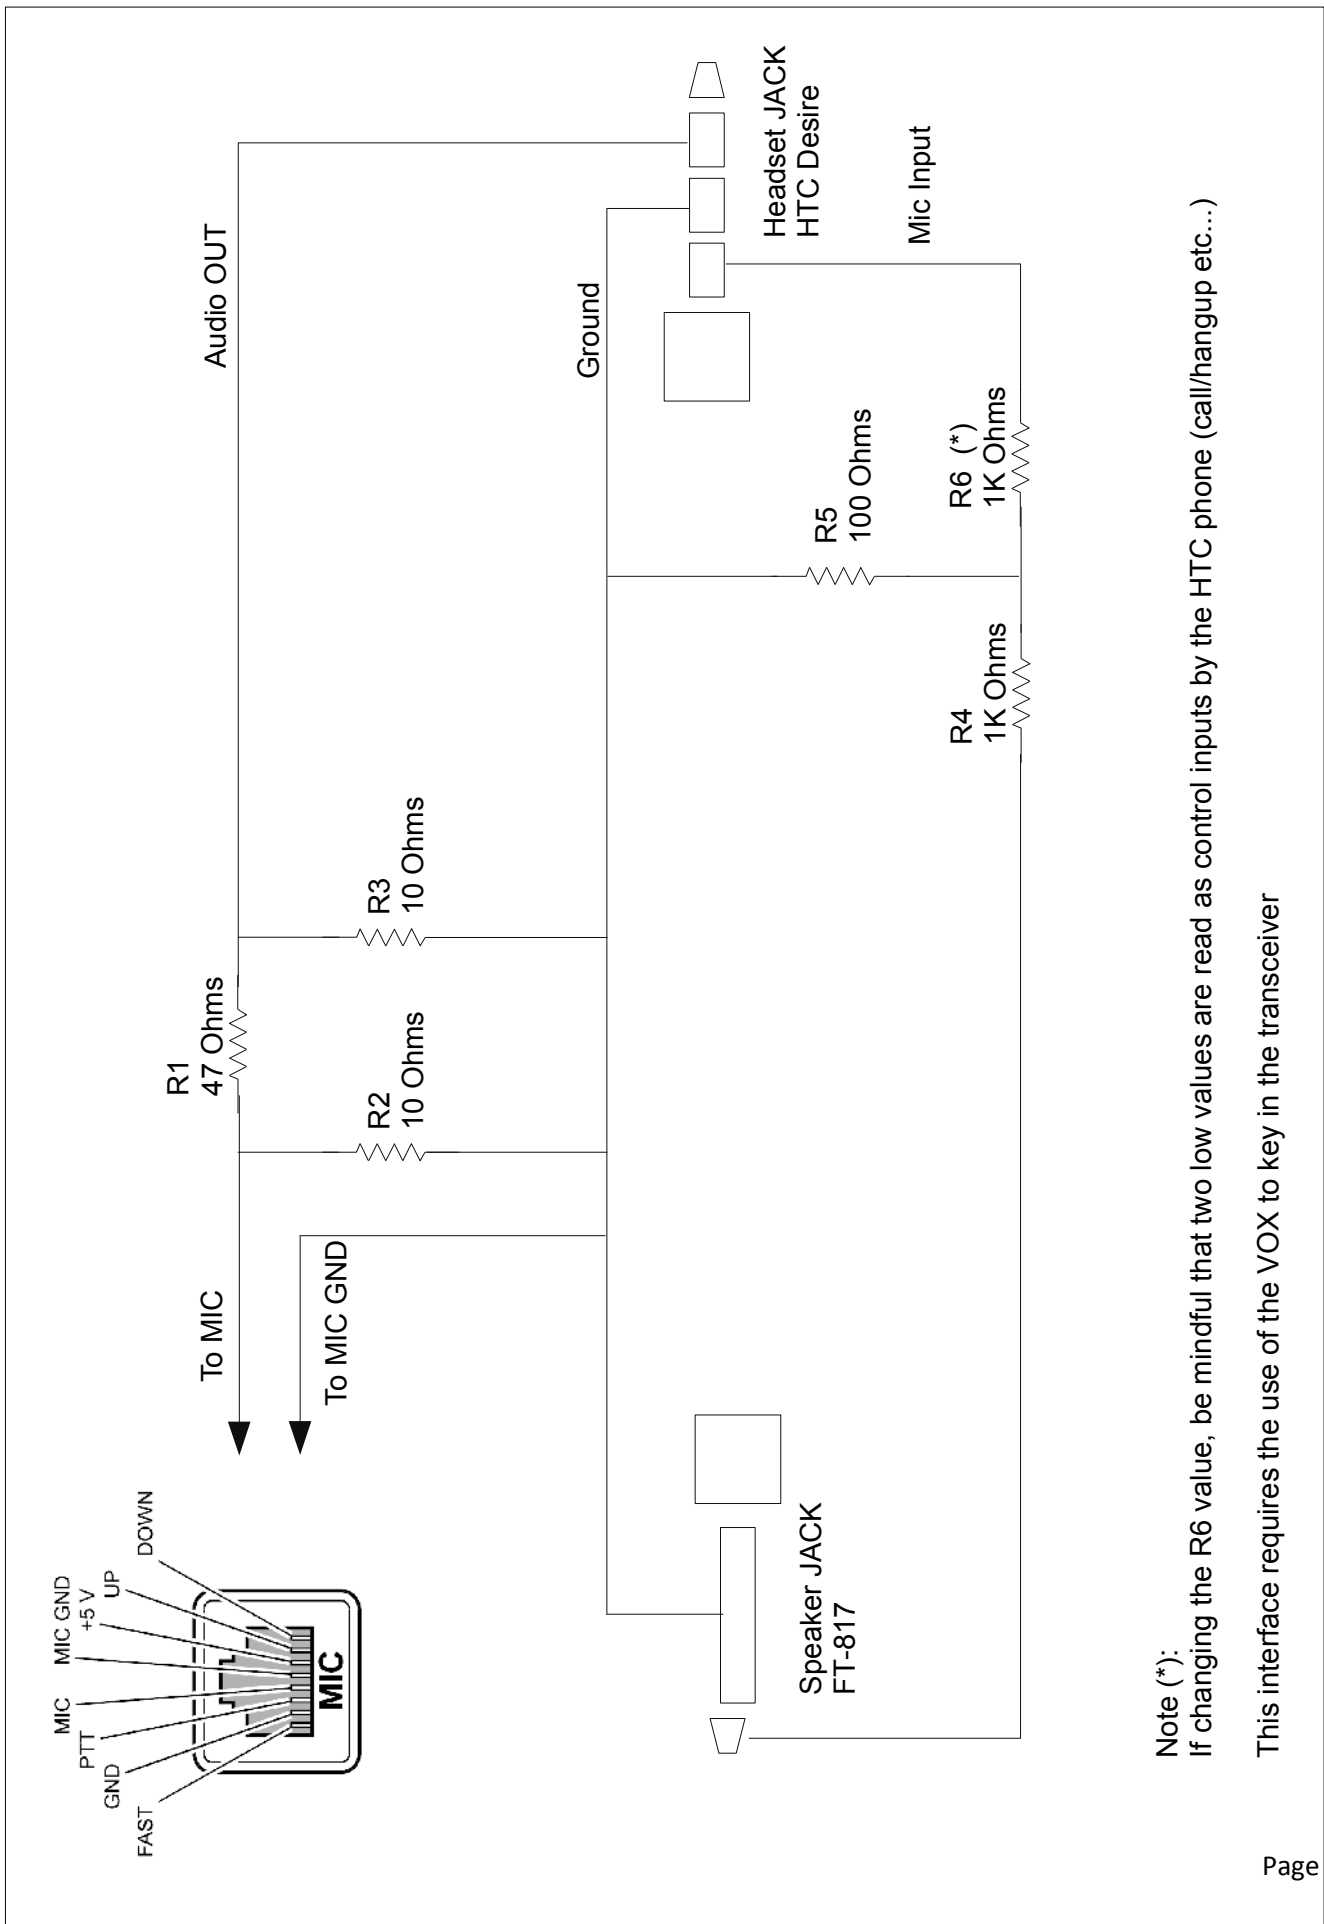 FAST
GND
PTT
MIC
MIC GND
+5 V
UP
DOWN
MIC
To MIC
To MIC GND
R1
47 Ohms
R2
10 Ohms
R3
10 Ohms
Audio OUT
Ground
Speaker JACK
FT-817
Headset JACK
HTC Desire
Mic Input
R5
100 Ohms
R4
1K Ohms
R6 (*)
1K Ohms
Note (*):
If changing the R6 value, be mindful that two low values are read as control inputs by the HTC phone (call/hangup etc...)
This interface requires the use of the VOX to key in the transceiver
Page